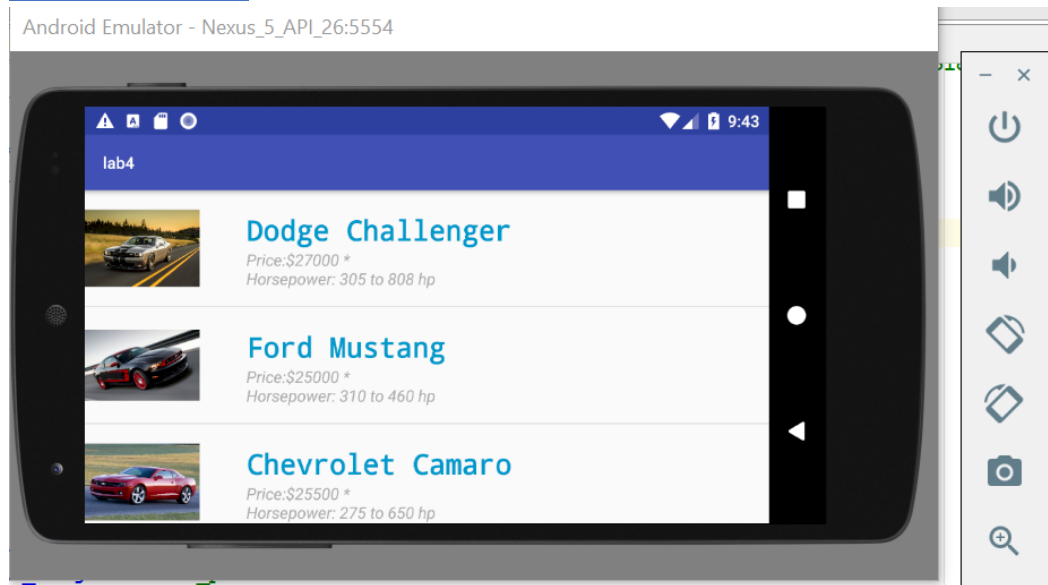 Android Emulator - Nexus_5_API_26:5554
9:43
lab4
Dodge Challenger
Price:$27000 *
Horsepower: 305 to 808 hp
Ford Mustang
Price:$25000 *
Horsepower: 310 to 460 hp
Chevrolet Camaro
Price:$25500 *
Horsepower: 275 to 650 hp